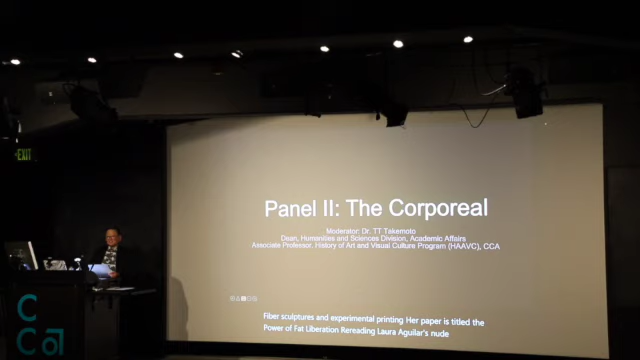 EXIT
Panel II: The Corporeal
Moderator: Dr. TT Takemoto
Dean, Humanities and Sciences Division, Academic Affairs
Associate Professor, History of Art and Visual Culture Program (HAAVC), CCA
Fiber sculptures and experimental printing Her paper is titled the
Power of Fat Liberation Rereading Laura Aguilar's nude
C
Ca